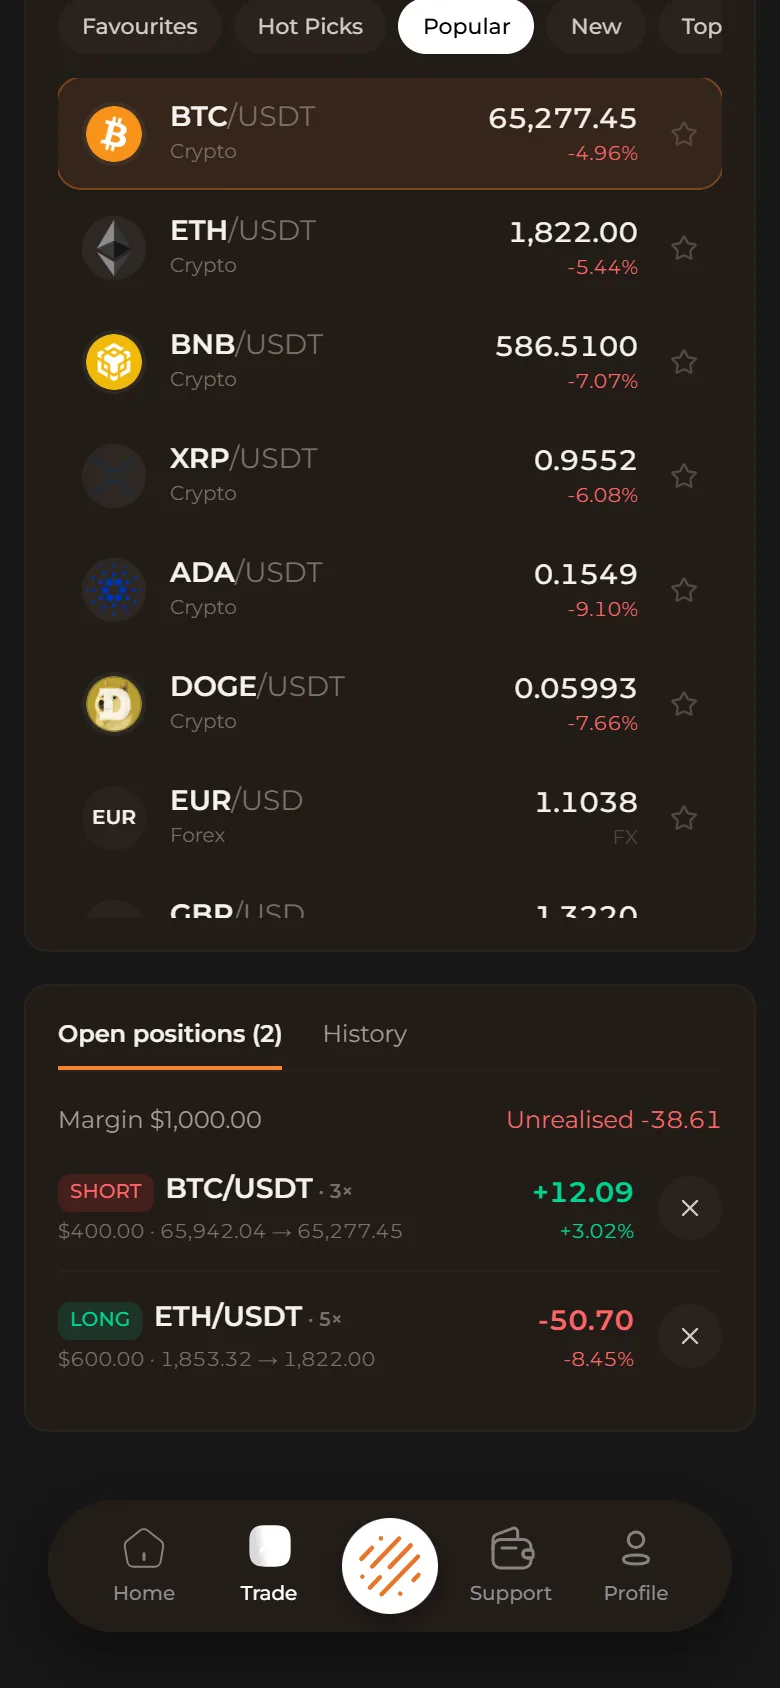 Favourites Hot Picks Popular New Top
BTC/USDT 65,277.45
Crypto -4.96%
ETH/USDT 1,822.00
Crypto -5.44%
BNB/USDT 586.5100
Crypto -7.07%
XRP/USDT 0.9552
Crypto -6.08%
ADA/USDT 0.1549
Crypto -9.10%
DOGE/USDT 0.05993
Crypto -7.66%
EUR EUR/USD 1.1038
Forex FX
GBP/USD 1.3220
Open positions (2) History
Margin $1,000.00 Unrealised -38.61
SHORT BTC/USDT · 3× +12.09
$400.00 · 65,942.04 → 65,277.45 +3.02%
LONG ETH/USDT · 5× -50.70
$600.00 · 1,853.32 → 1,822.00 -8.45%
Home Trade Support Profile